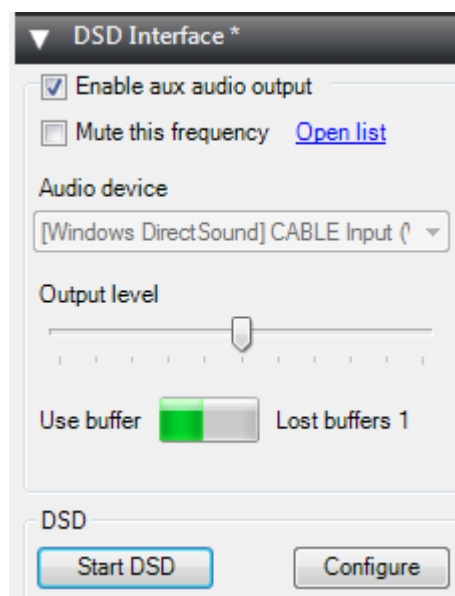 DSD Interface *
Enable aux audio output
Mute this frequency Open list
Audio device
[Windows DirectSound] CABLE Input ('
Output level
Use buffer Lost buffers 1
DSD
Start DSD Configure